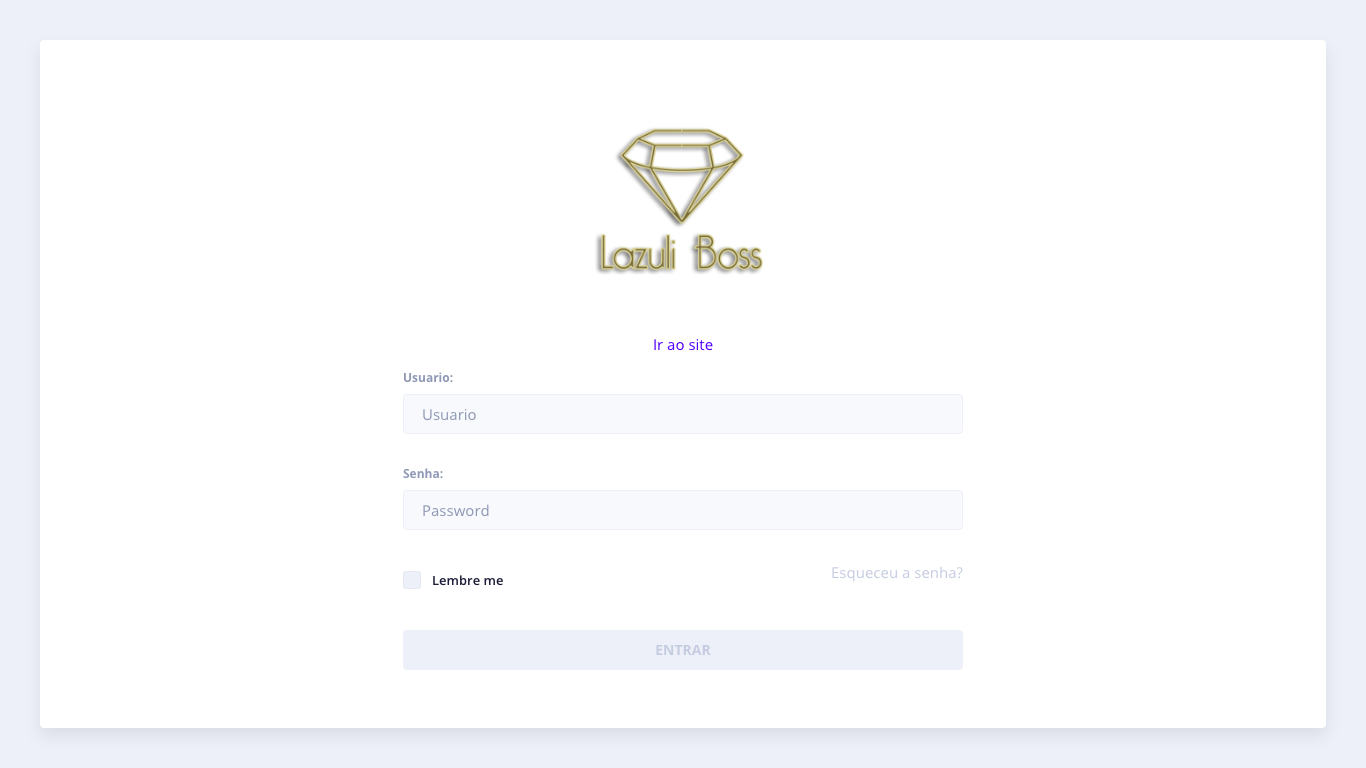 Lazuli Boss
Ir ao site
Usuario:
Usuario
Senha:
Password
Lembre me
Esqueceu a senha?
ENTRAR